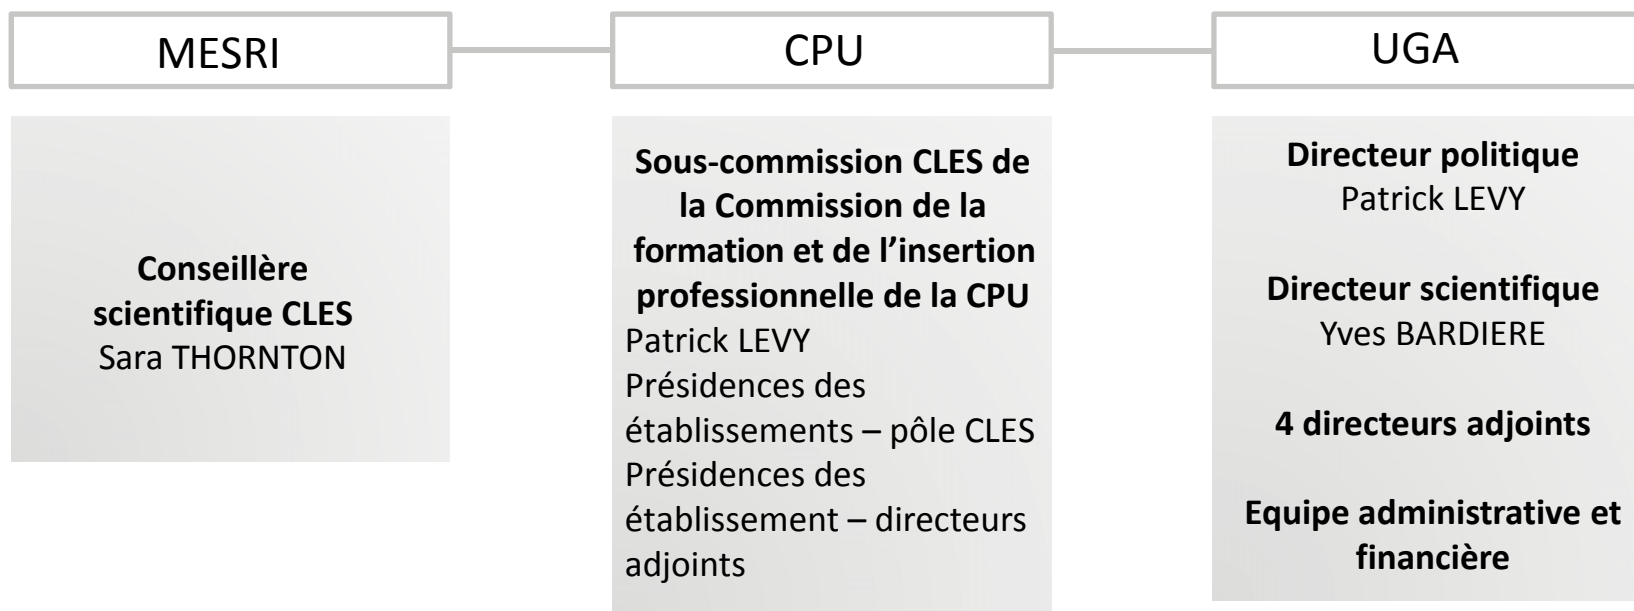 MESRI
CPU
UGA
Conseillère
scientifique CLES
Sara THORNTON
Sous-commission CLES de
la Commission de la
formation et de l’insertion
professionnelle de la CPU
Patrick LEVY
Présidences des
établissements – pôle CLES
Présidences des
établissement – directeurs
adjoints
Directeur politique
Patrick LEVY
Directeur scientifique
Yves BARDIERE
4 directeurs adjoints
Equipe administrative et
financière